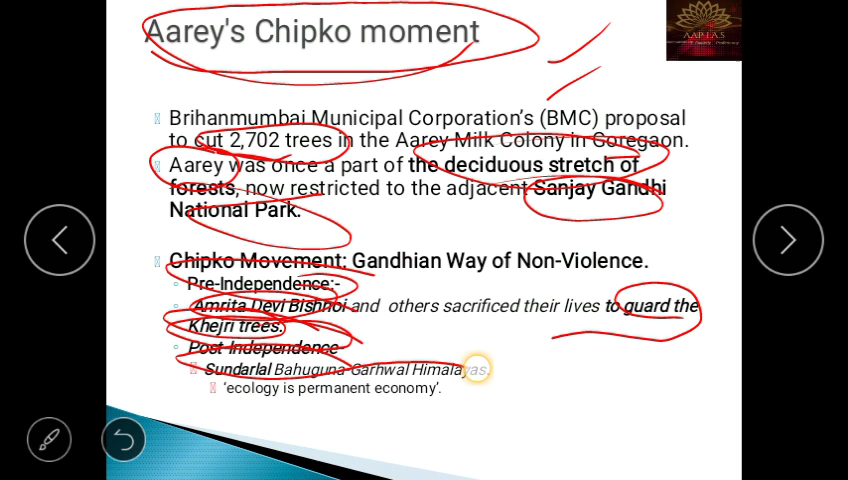 Aarey's Chipko moment
AAP I.A.S
Brihanmumbai Municipal Corporation's (BMC) proposal
to cut 2,702 trees in the Aarey Milk Colony in Goregaon.
Aarey was once a part of the deciduous stretch of
forests, now restricted to the adjacent Sanjay Gandhi
National Park.
Chipko Movement: Gandhian Way of Non-Violence.
Pre-Independence:-
Amrita Devi Bishnoi and others sacrificed their lives to guard the
Khejri trees.
Post-Independence-
Sundarlal Bahuguna-Garhwal Himalayas.
'ecology is permanent economy'.